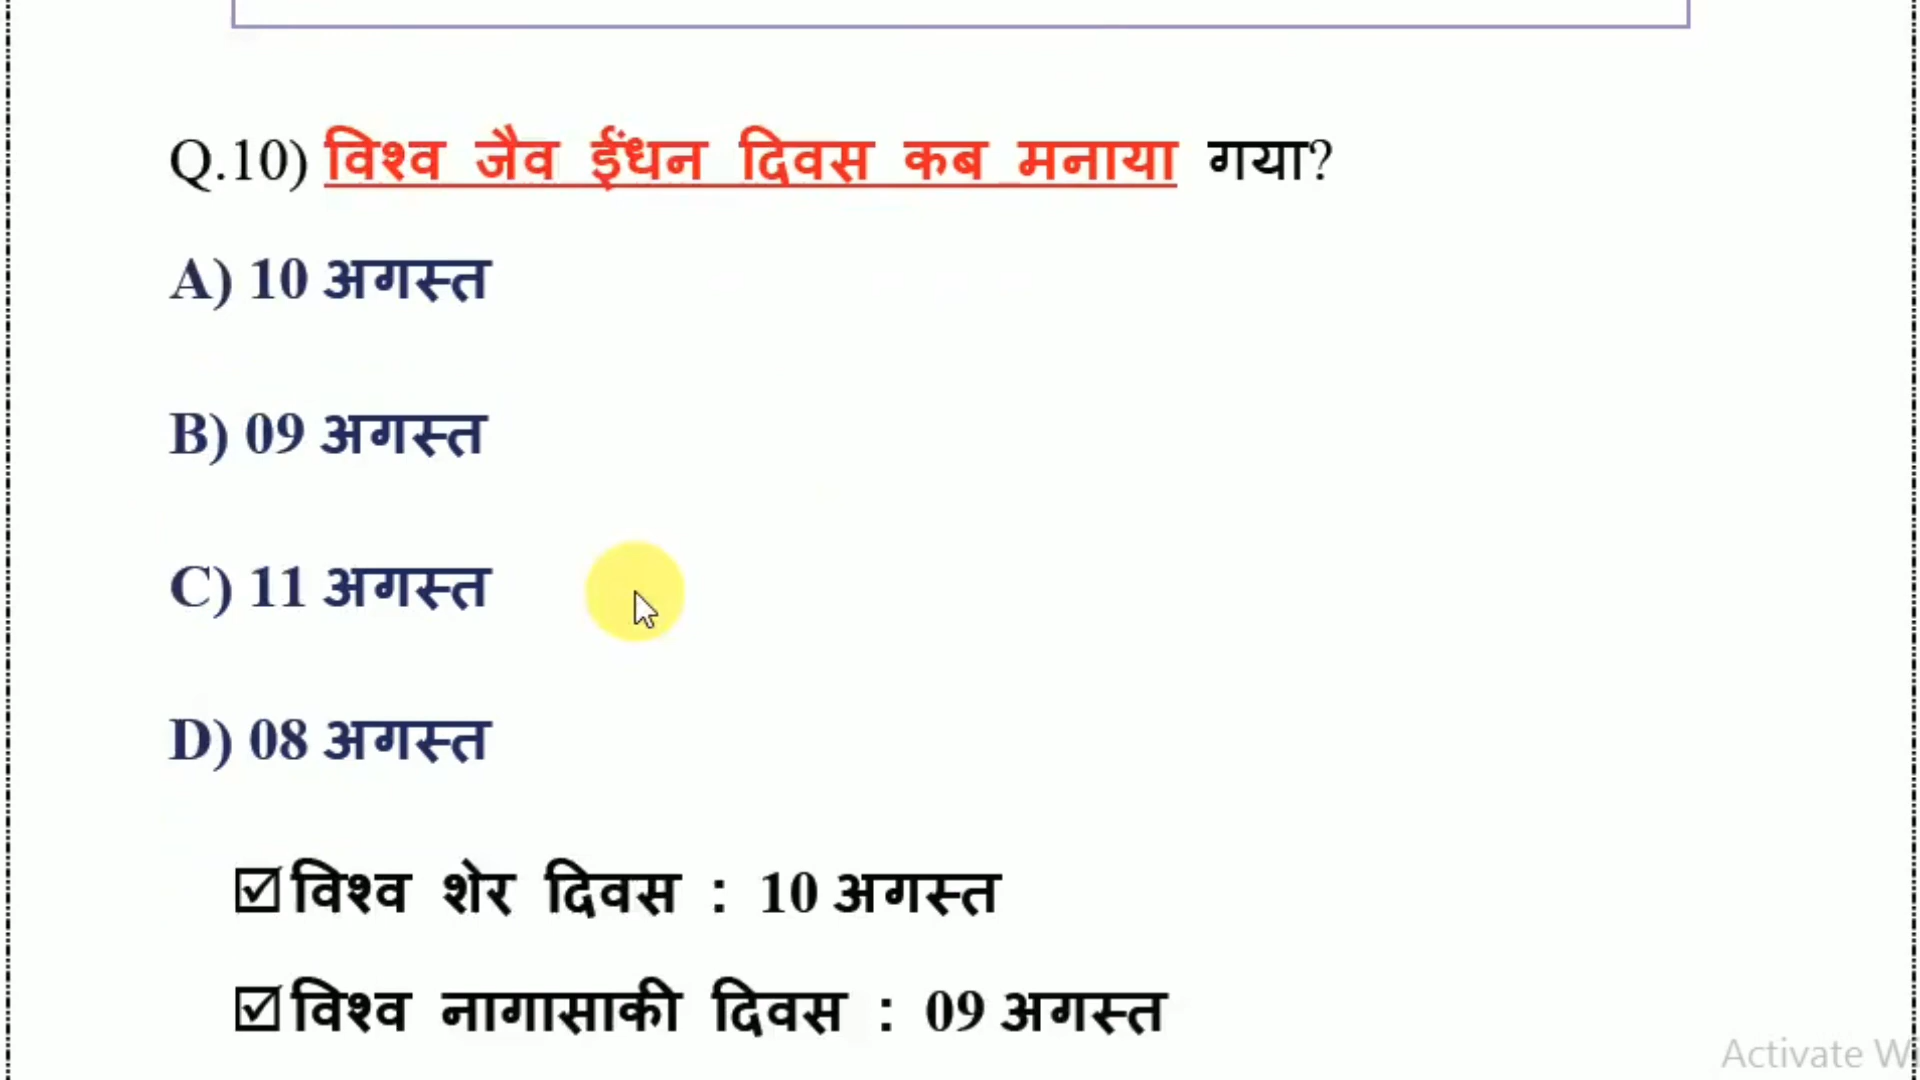 Q.10) विश्व जैव ईंधन दिवस कब मनाया गया?
A) 10 अगस्त
B) 09 अगस्त
C) 11 अगस्त
D) 08 अगस्त
☑विश्व शेर दिवस : 10 अगस्त
☑विश्व नागासाकी दिवस : 09 अगस्त
Activate W